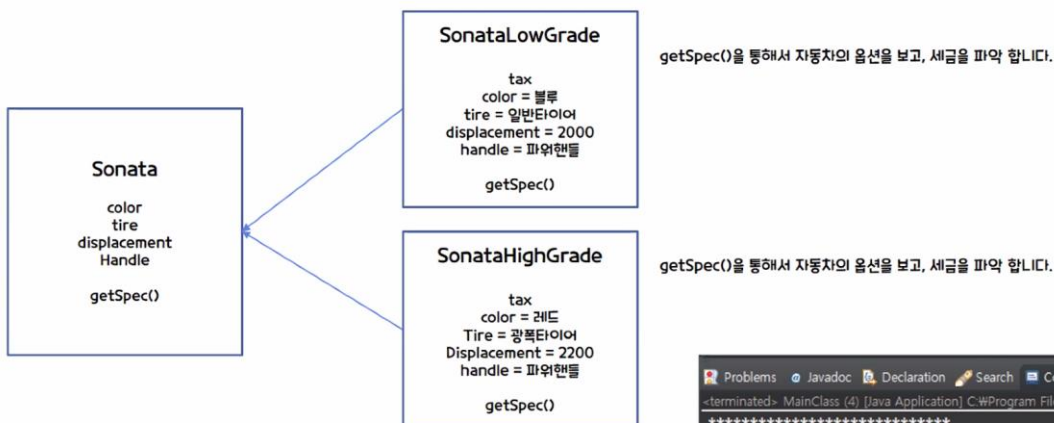 Sonata
color
tire
displacement
Handle
getSpec()
SonataLowGrade
tax
color = 블루
tire = 일반타이어
displacement = 2000
handle = 파워핸들
getSpec()
getSpec()을 통해서 자동차의 옵션을 보고, 세금을 파악 합니다.
SonataHighGrade
tax
color = 레드
Tire = 광폭타이어
Displacement = 2200
handle = 파워핸들
getSpec()
getSpec()을 통해서 자동차의 옵션을 보고, 세금을 파악 합니다.
Problems Javadoc Declaration Search
<terminated> MainClass (4) [Java Application] C:₩Program